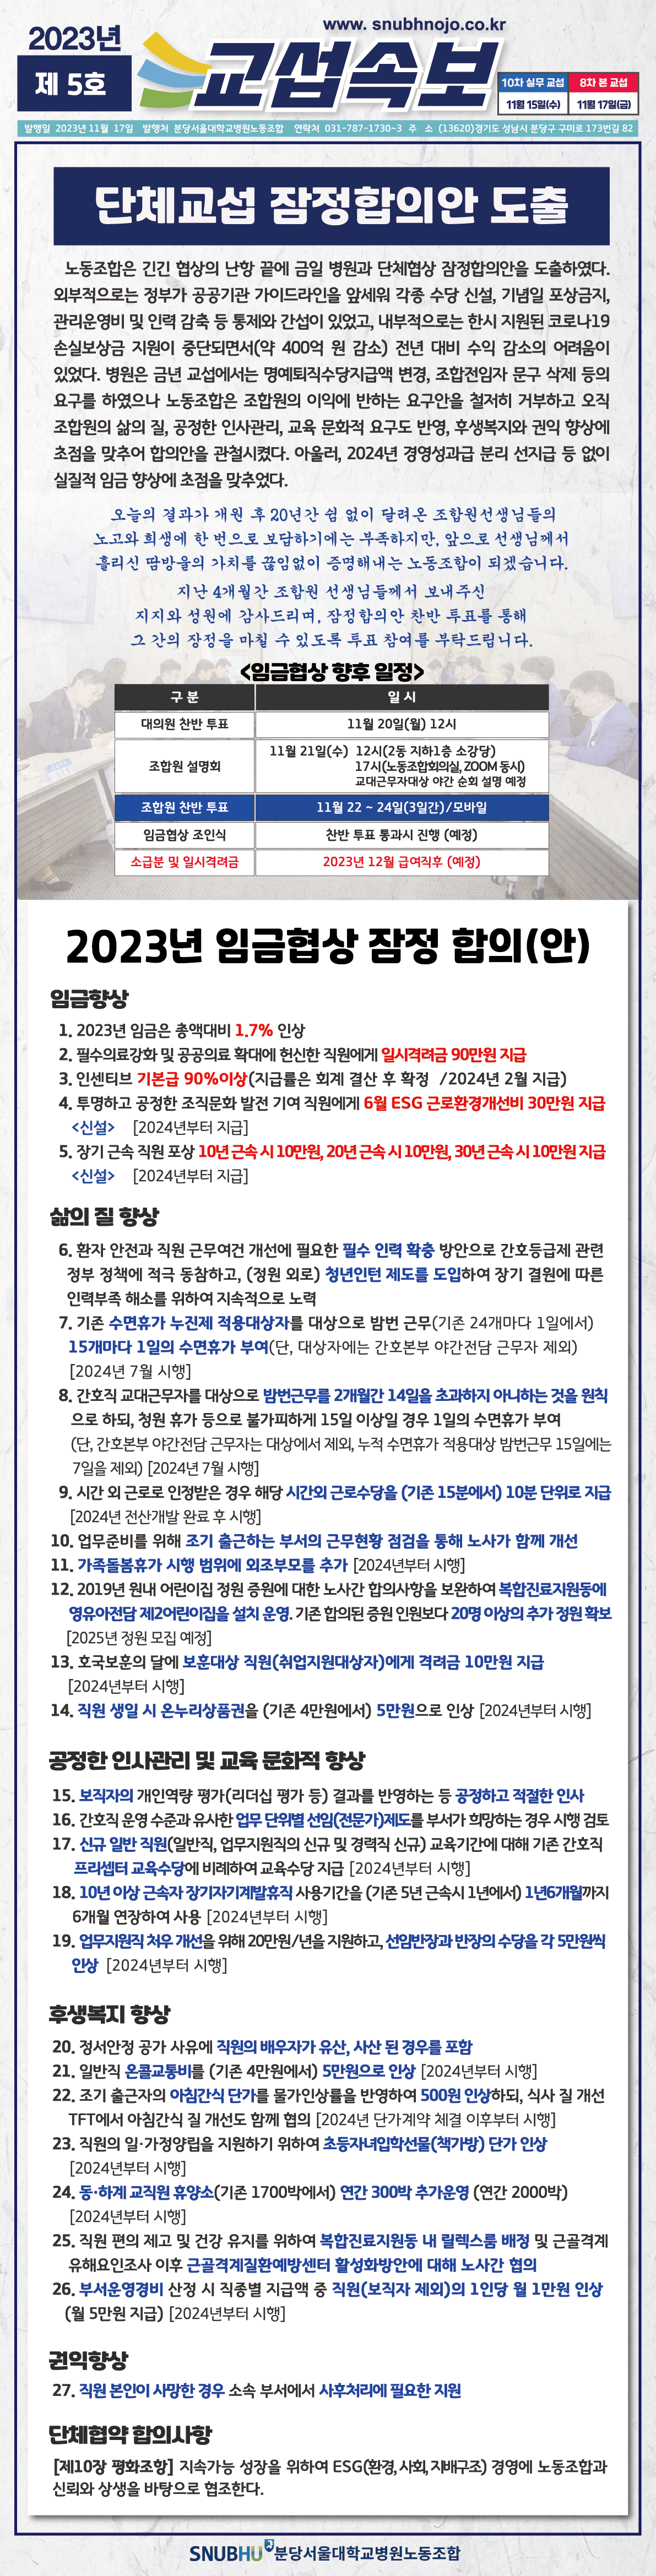 www. snubhnojo.co.kr
2023년
제 5호
교섭속보
10차 실무 교섭
8차 본 교섭
11월 15일(수)
11월 17일(금)
발행일 2023년 11월 17일 발행처 분당서울대학교병원노동조합 연락처 031-787-1730~3 주 소 (13620)경기도 성남시 분당구 구미로 173번길 82
단체교섭 잠정합의안 도출
노동조합은 긴긴 협상의 난항 끝에 금일 병원과 단체협상 잠정합의안을 도출하였다.
외부적으로는 정부가 공공기관 가이드라인을 앞세워 각종 수당 신설, 기념일 포상금지,
관리운영비 및 인력 감축 등 통제와 간섭이 있었고, 내부적으로는 한시 지원된 코로나19
손실보상금 지원이 중단되면서(약 400억 원 감소) 전년 대비 수익 감소의 어려움이
있었다. 병원은 금년 교섭에서는 명예퇴직수당지급액 변경, 조합전임자 문구 삭제 등의
요구를 하였으나 노동조합은 조합원의 이익에 반하는 요구안을 철저히 거부하고 오직
조합원의 삶의 질, 공정한 인사관리, 교육 문화적 요구도 반영, 후생복지와 권익 향상에
초점을 맞추어 합의안을 관철시켰다. 아울러, 2024년 경영성과급 분리 선지급 등 없이
실질적 임금 향상에 초점을 맞추었다.
오늘의 결과가 개원 후 20년간 쉼 없이 달려온 조합원선생님들의
노고와 희생에 한 번으로 보답하기에는 부족하지만, 앞으로 선생님께서
흘리신 땀방울의 가치를 끊임없이 증명해내는 노동조합이 되겠습니다.
지난 4개월간 조합원 선생님들께서 보내주신
지지와 성원에 감사드리며, 잠정합의안 찬반 투표를 통해
그 간의 장정을 마칠 수 있도록 투표 참여를 부탁드립니다.
<임금협상 향후 일정>
구 분 일 시
대의원 찬반 투표 11월 20일(월) 12시
조합원 설명회 11월 21일(수) 12시(2동 지하1층 소강당)
17시(노동조합회의실, ZOOM 동시)
교대근무자대상 야간 순회 설명 예정
조합원 찬반 투표 11월 22 ~ 24일(3일간)/모바일
임금협상 조인식 찬반 투표 통과시 진행 (예정)
소급분 및 일시격려금 2023년 12월 급여직후 (예정)
2023년 임금협상 잠정 합의(안)
임금향상
1. 2023년 임금은 총액대비 1.7% 인상
2. 필수의료강화 및 공공의료 확대에 헌신한 직원에게 일시격려금 90만원 지급
3. 인센티브 기본급 90%이상(지급률은 회계 결산 후 확정 /2024년 2월 지급)
4. 투명하고 공정한 조직문화 발전 기여 직원에게 6월 ESG 근로환경개선비 30만원 지급
<신설> [2024년부터 지급]
5. 장기 근속 직원 포상 10년 근속 시 10만원, 20년 근속 시 10만원, 30년 근속 시 10만원 지급
<신설> [2024년부터 지급]
삶의 질 향상
6. 환자 안전과 직원 근무여건 개선에 필요한 필수 인력 확충 방안으로 간호등급제 관련
정부 정책에 적극 동참하고, (정원 외로) 청년인턴 제도를 도입하여 장기 결원에 따른
인력부족 해소를 위하여 지속적으로 노력
7. 기존 수면휴가 누진제 적용대상자를 대상으로 밤번 근무(기존 24개마다 1일에서)
15개마다 1일의 수면휴가 부여(단, 대상자에는 간호본부 야간전담 근무자 제외)
[2024년 7월 시행]
8. 간호직 교대근무자를 대상으로 밤번근무를 2개월간 14일을 초과하지 아니하는 것을 원칙
으로 하되, 청원 휴가 등으로 불가피하게 15일 이상일 경우 1일의 수면휴가 부여
(단, 간호본부 야간전담 근무자는 대상에서 제외, 누적 수면휴가 적용대상 밤번근무 15일에는
7일을 제외) [2024년 7월 시행]
9. 시간 외 근로로 인정받은 경우 해당 시간외 근로수당을 (기존 15분에서) 10분 단위로 지급
[2024년 전산개발 완료 후 시행]
10. 업무준비를 위해 조기 출근하는 부서의 근무현황 점검을 통해 노사가 함께 개선
11. 가족돌봄휴가 시행 범위에 외조부모를 추가 [2024년부터 시행]
12. 2019년 원내 어린이집 정원 증원에 대한 노사간 합의사항을 보완하여 복합진료지원동에
영유아전담 제2어린이집을 설치 운영. 기존 합의된 증원 인원보다 20명 이상의 추가 정원 확보
[2025년 정원 모집 예정]
13. 호국보훈의 달에 보훈대상 직원(취업지원대상자)에게 격려금 10만원 지급
[2024년부터 시행]
14. 직원 생일 시 온누리상품권을 (기존 4만원에서) 5만원으로 인상 [2024년부터 시행]
공정한 인사관리 및 교육 문화적 향상
15. 보직자의 개인역량 평가(리더십 평가 등) 결과를 반영하는 등 공정하고 적절한 인사
16. 간호직 운영 수준과 유사한 업무 단위별 선임(전문가)제도를 부서가 희망하는 경우 시행 검토
17. 신규 일반 직원(일반직, 업무지원직의 신규 및 경력직 신규) 교육기간에 대해 기존 간호직
프리셉터 교육수당에 비례하여 교육수당 지급 [2024년부터 시행]
18. 10년 이상 근속자 장기자기계발휴직 사용기간을 (기존 5년 근속시 1년에서) 1년6개월까지
6개월 연장하여 사용 [2024년부터 시행]
19. 업무지원직 처우 개선을 위해 20만원/년을 지원하고, 선임반장과 반장의 수당을 각 5만원씩
인상 [2024년부터 시행]
후생복지 향상
20. 정서안정 공가 사유에 직원의 배우자가 유산, 사산 된 경우를 포함
21. 일반직 온콜교통비를 (기존 4만원에서) 5만원으로 인상 [2024년부터 시행]
22. 조기 출근자의 아침간식 단가를 물가인상률을 반영하여 500원 인상하되, 식사 질 개선
TFT에서 아침간식 질 개선도 함께 협의 [2024년 단가계약 체결 이후부터 시행]
23. 직원의 일·가정양립을 지원하기 위하여 초등자녀입학선물(책가방) 단가 인상
[2024년부터 시행]
24. 동·하계 교직원 휴양소(기존 1700박에서) 연간 300박 추가운영 (연간 2000박)
[2024년부터 시행]
25. 직원 편의 제고 및 건강 유지를 위하여 복합진료지원동 내 릴렉스룸 배정 및 근골격계
유해요인조사 이후 근골격계질환예방센터 활성화방안에 대해 노사간 협의
26. 부서운영경비 산정 시 직종별 지급액 중 직원(보직자 제외)의 1인당 월 1만원 인상
(월 5만원 지급) [2024년부터 시행]
권익향상
27. 직원 본인이 사망한 경우 소속 부서에서 사후처리에 필요한 지원
단체협약 합의사항
[제10장 평화조항] 지속가능 성장을 위하여 ESG(환경, 사회, 지배구조) 경영에 노동조합과
신뢰와 상생을 바탕으로 협조한다.
SNUBHU 분당서울대학교병원노동조합